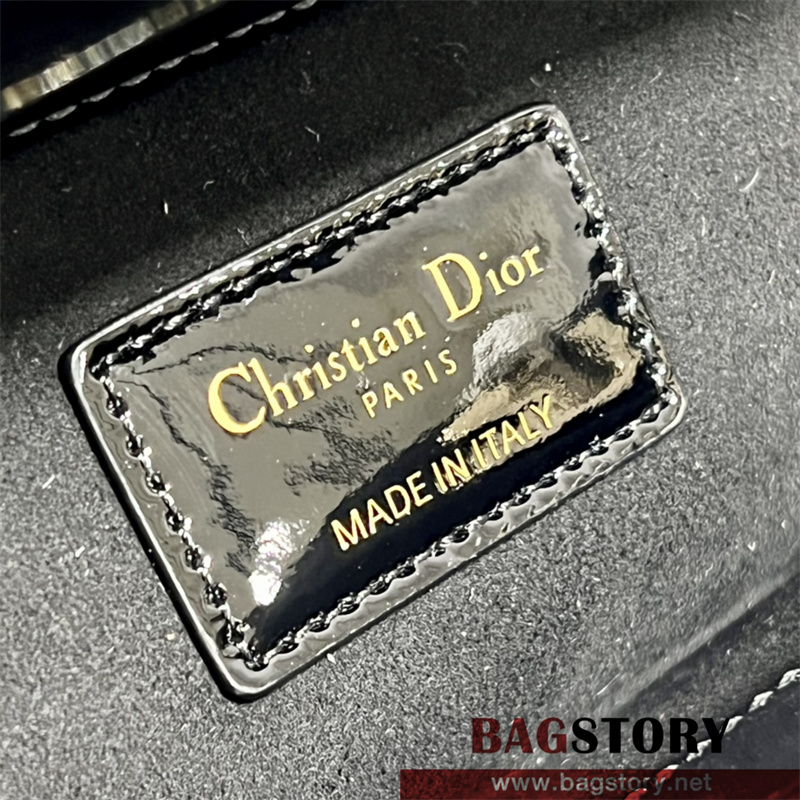 Christian Dior
PARIS
MADE IN ITALY
BAGSTORY
www.bagstory.net